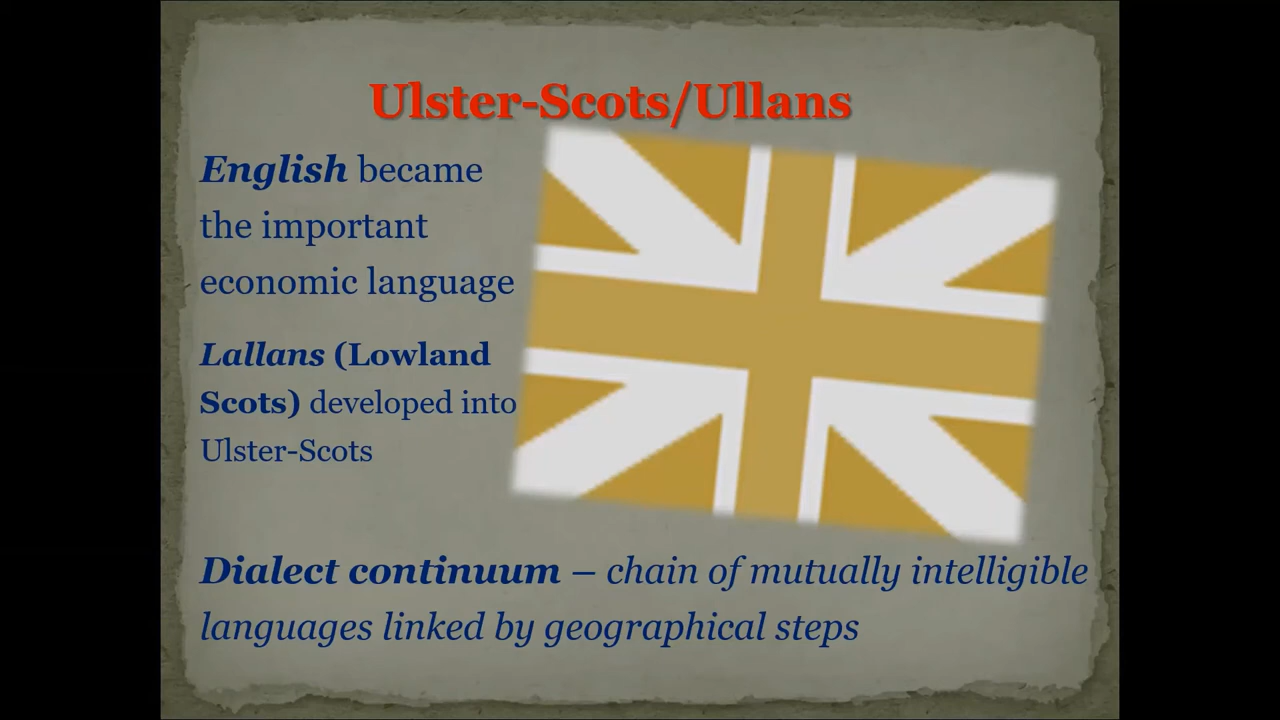 Ulster-Scots/Ullans
English became
the important
economic language
Lallans (Lowland
Scots) developed into
Ulster-Scots
Dialect continuum – chain of mutually intelligible
languages linked by geographical steps